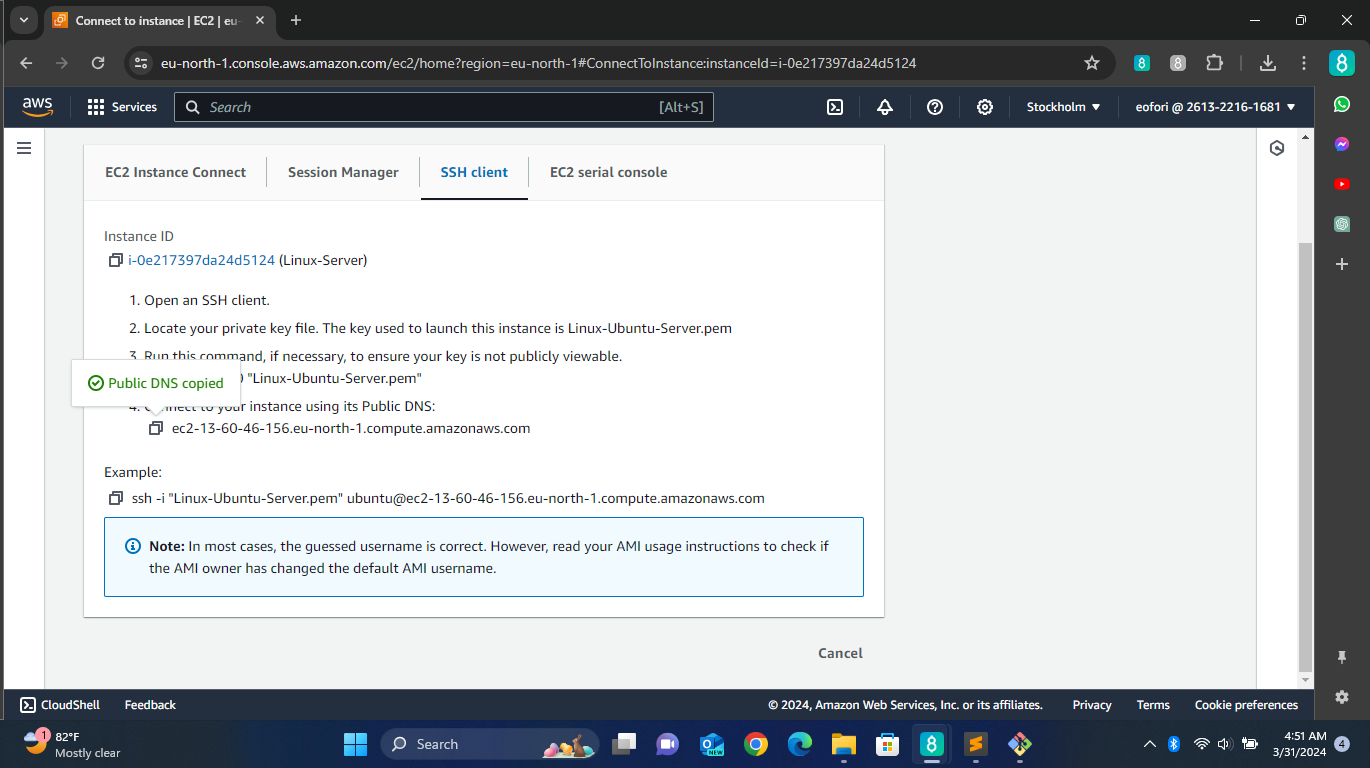 Connect to instance | EC2 | eu-
eu-north-1.console.aws.amazon.com/ec2/home?region=eu-north-1#ConnectToInstance:instanceId=i-0e217397da24d5124
aws
Services
Search
[Alt+S]
Stockholm
eofori @ 2613-2216-1681
EC2 Instance Connect
Session Manager
SSH client
EC2 serial console
Instance ID
i-0e217397da24d5124 (Linux-Server)
1. Open an SSH client.
2. Locate your private key file. The key used to launch this instance is Linux-Ubuntu-Server.pem
3. Run this command, if necessary, to ensure your key is not publicly viewable.
"Linux-Ubuntu-Server.pem"
Public DNS copied
4. Connect to your instance using its Public DNS:
ec2-13-60-46-156.eu-north-1.compute.amazonaws.com
Example:
ssh -i "Linux-Ubuntu-Server.pem" ubuntu@ec2-13-60-46-156.eu-north-1.compute.amazonaws.com
Note: In most cases, the guessed username is correct. However, read your AMI usage instructions to check if
the AMI owner has changed the default AMI username.
Cancel
CloudShell
Feedback
© 2024, Amazon Web Services, Inc. or its affiliates.
Privacy
Terms
Cookie preferences
1
82°F
Mostly clear
Search
NEW
4:51 AM
3/31/2024
4